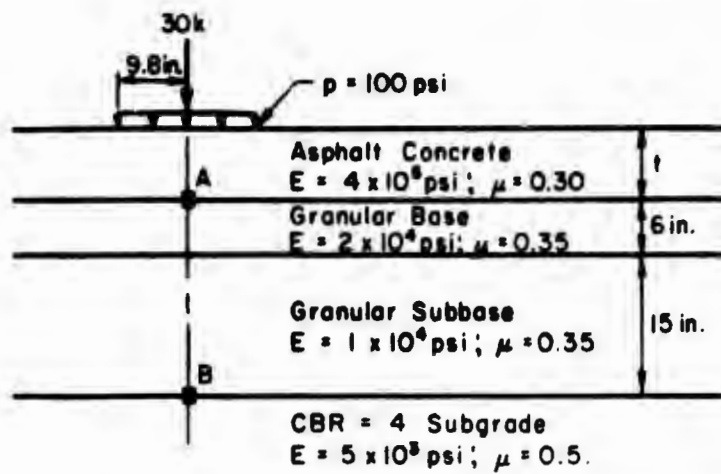 30k
9.8in.
p = 100 psi
Asphalt Concrete
E = 4 x 10⁵ psi; μ = 0.30
t
A
Granular Base
E = 2 x 10⁴ psi; μ = 0.35
6 in.
Granular Subbase
E = 1 x 10⁴ psi; μ = 0.35
15 in.
B
CBR = 4 Subgrade
E = 5 x 10³ psi; μ = 0.5.